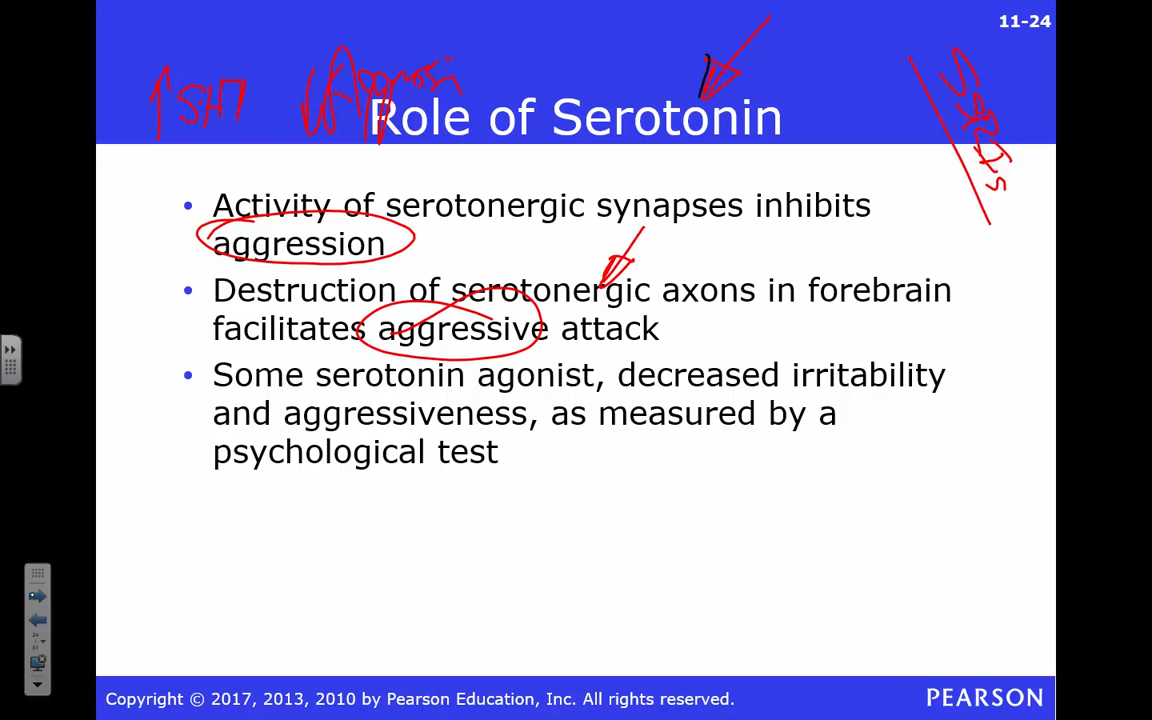 11-24
↑ 5HT ↓ Aggression
SSRIs
Role of Serotonin
• Activity of serotonergic synapses inhibits
aggression
• Destruction of serotonergic axons in forebrain
facilitates aggressive attack
• Some serotonin agonist, decreased irritability
and aggressiveness, as measured by a
psychological test
Copyright © 2017, 2013, 2010 by Pearson Education, Inc. All rights reserved.
PEARSON